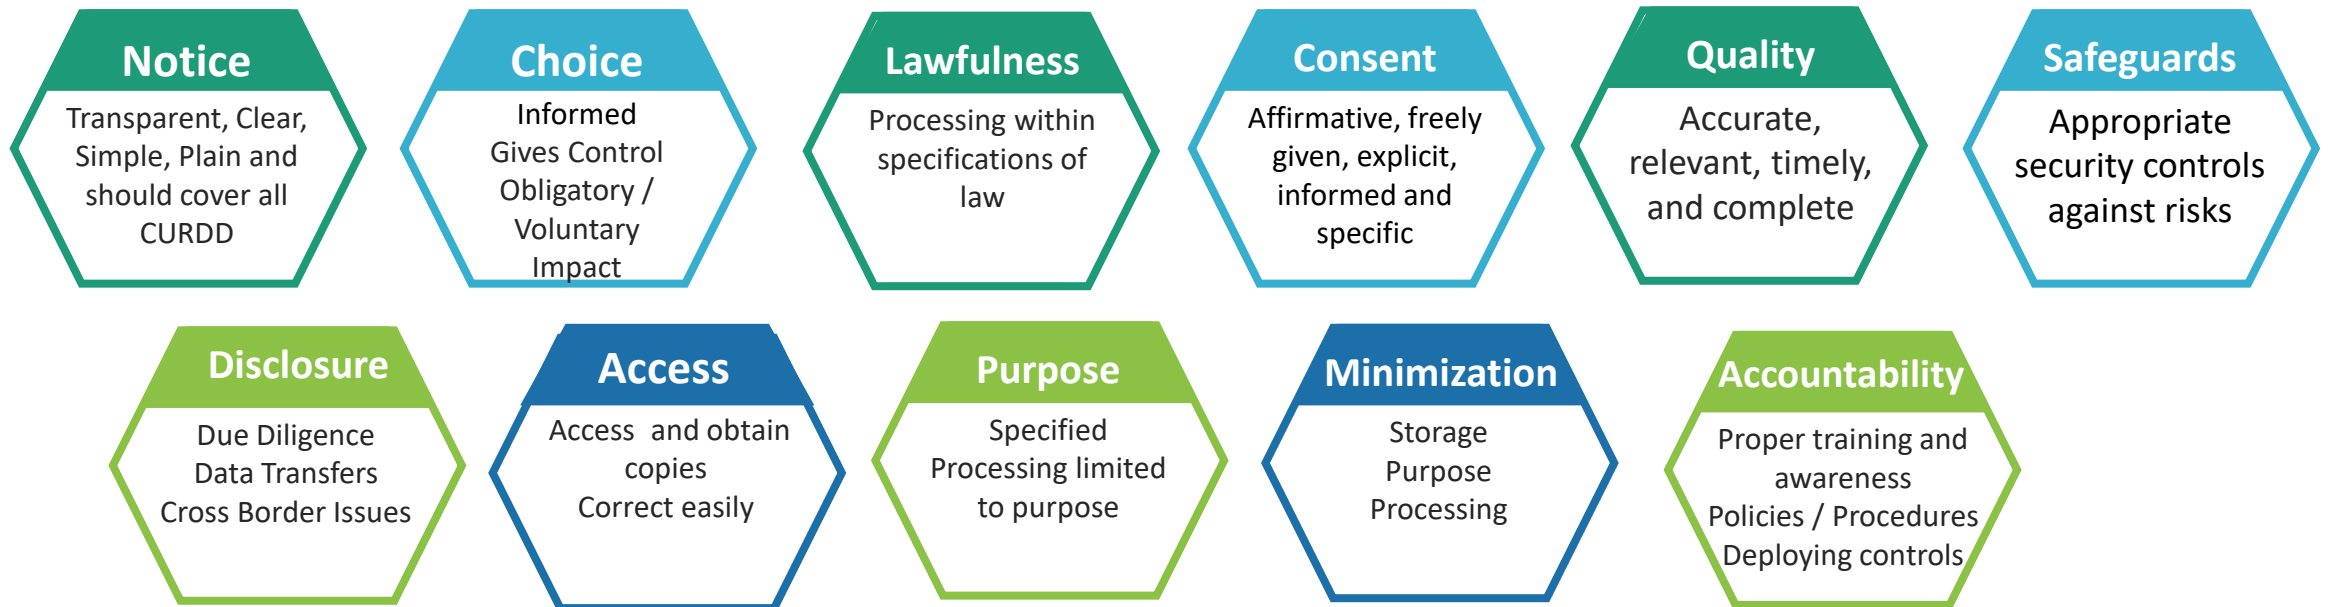 Notice
Transparent, Clear,
Simple, Plain and
should cover all
CURDD
Choice
Informed
Gives Control
Obligatory /
Voluntary
Impact
Lawfulness
Processing within
specifications of
law
Consent
Affirmative, freely
given, explicit,
informed and
specific
Quality
Accurate,
relevant, timely,
and complete
Safeguards
Appropriate
security controls
against risks
Disclosure
Due Diligence
Data Transfers
Cross Border Issues
Access
Access and obtain
copies
Correct easily
Purpose
Specified
Processing limited
to purpose
Minimization
Storage
Purpose
Processing
Accountability
Proper training and
awareness
Policies / Procedures
Deploying controls